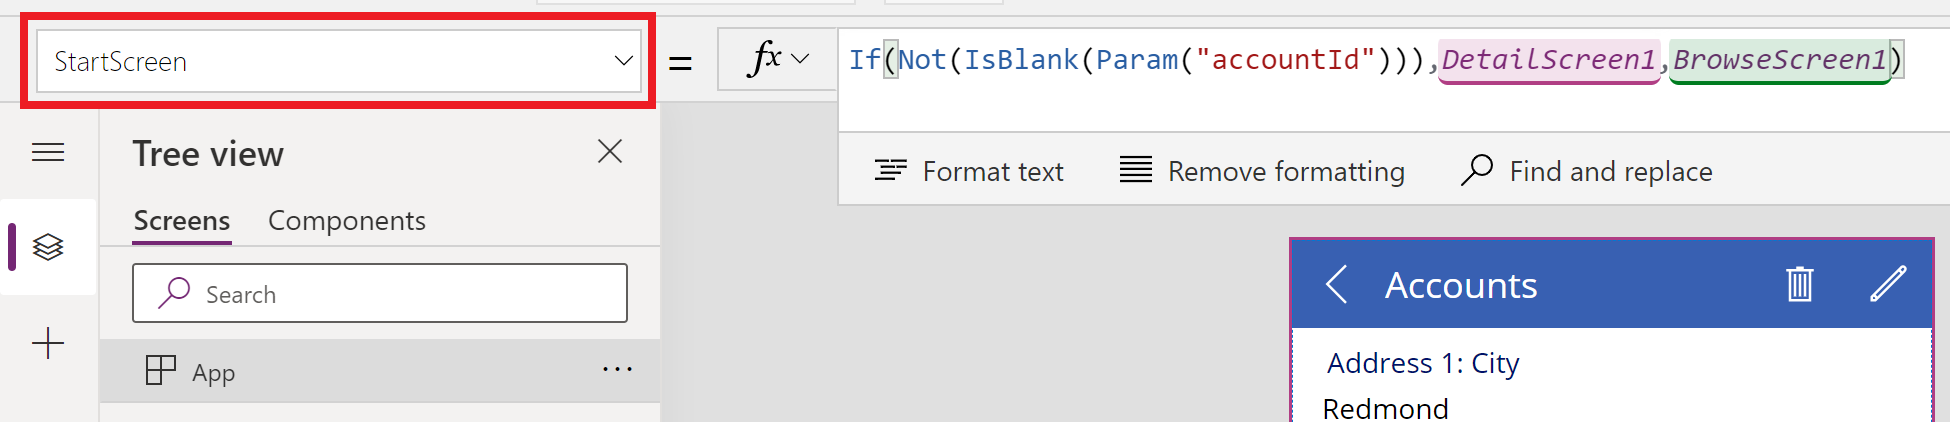 StartScreen
=
fx
If(Not(IsBlank(Param("accountId"))),DetailScreen1,BrowseScreen1)
Format text
Remove formatting
Find and replace
Tree view
Screens
Components
Search
App
Accounts
Address 1: City
Redmond